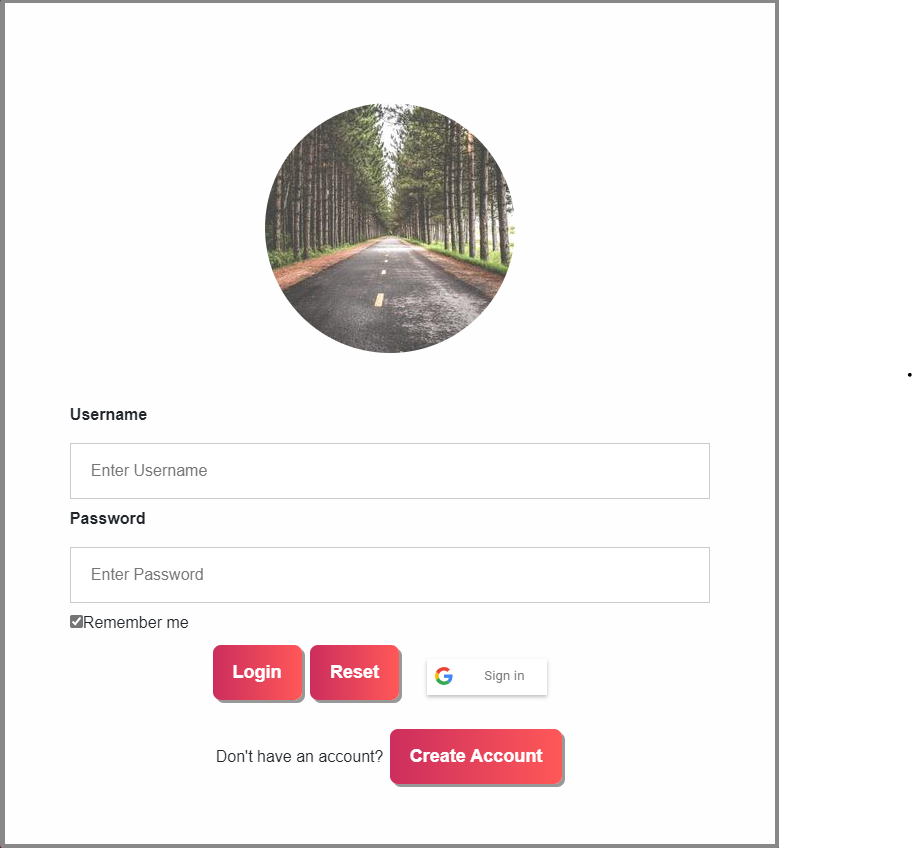 Username
Enter Username
Password
Enter Password
Remember me
Login Reset Sign in
Don't have an account? Create Account